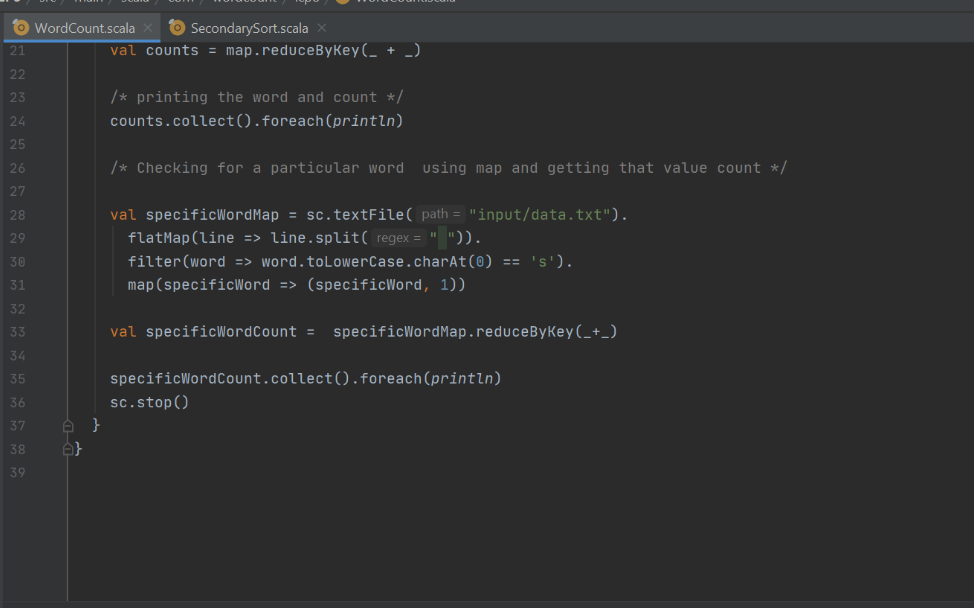 WordCount.scala × SecondarySort.scala ×
21 val counts = map.reduceByKey(_ + _)
22
23 /* printing the word and count */
24 counts.collect().foreach(println)
25
26 /* Checking for a particular word  using map and getting that value count */
27
28 val specificWordMap = sc.textFile( path = "input/data.txt").
29 flatMap(line => line.split( regex = " ")).
30 filter(word => word.toLowerCase.charAt(0) == 's').
31 map(specificWord => (specificWord, 1))
32
33 val specificWordCount =  specificWordMap.reduceByKey(_+_)
34
35 specificWordCount.collect().foreach(println)
36 sc.stop()
37 }
38 }
39